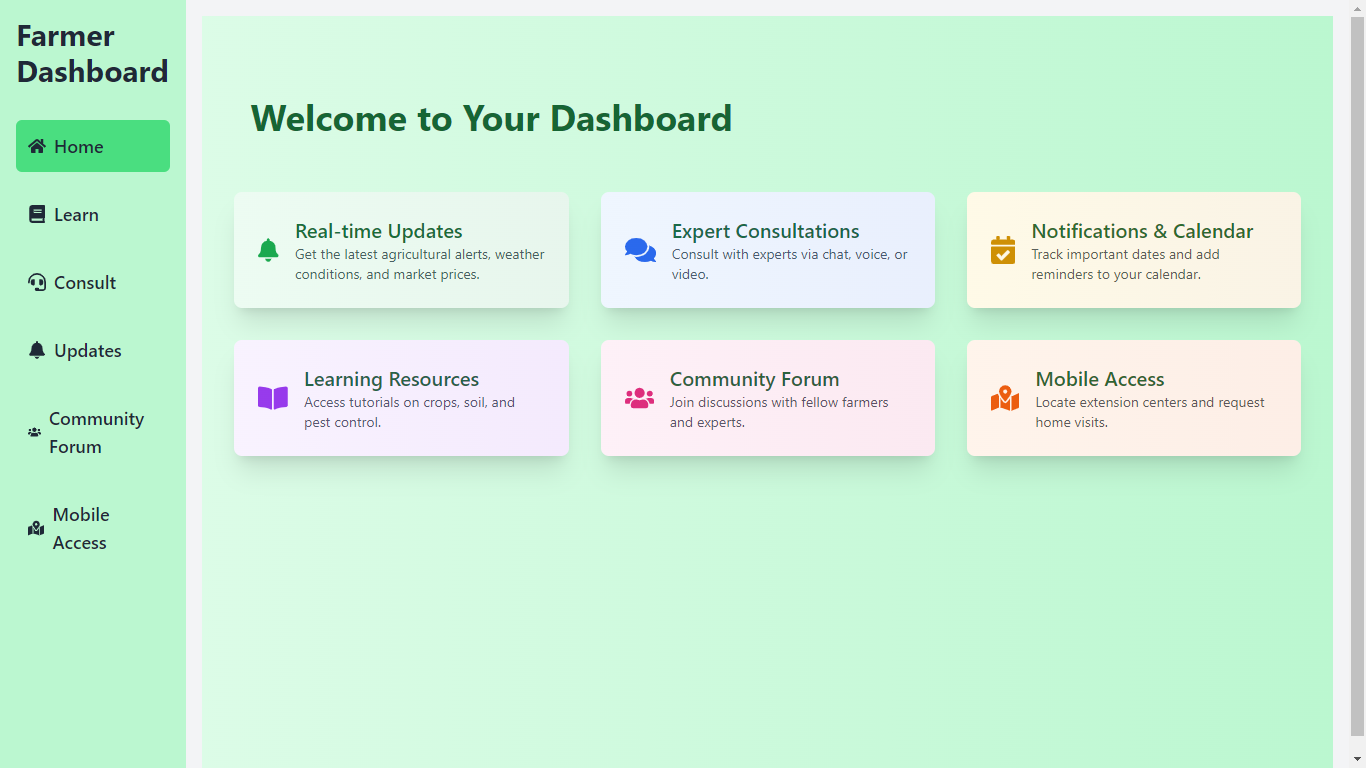 Farmer
Dashboard
Home
Learn
Consult
Updates
Community
Forum
Mobile
Access
Welcome to Your Dashboard
Real-time Updates
Get the latest agricultural alerts, weather
conditions, and market prices.
Expert Consultations
Consult with experts via chat, voice, or
video.
Notifications & Calendar
Track important dates and add
reminders to your calendar.
Learning Resources
Access tutorials on crops, soil, and
pest control.
Community Forum
Join discussions with fellow farmers
and experts.
Mobile Access
Locate extension centers and request
home visits.